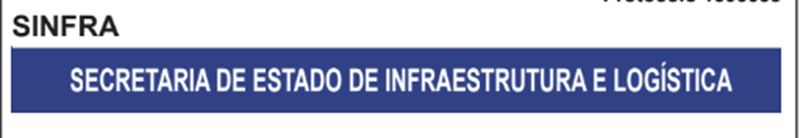 SINFRA
SECRETARIA DE ESTADO DE INFRAESTRUTURA E LOGÍSTICA